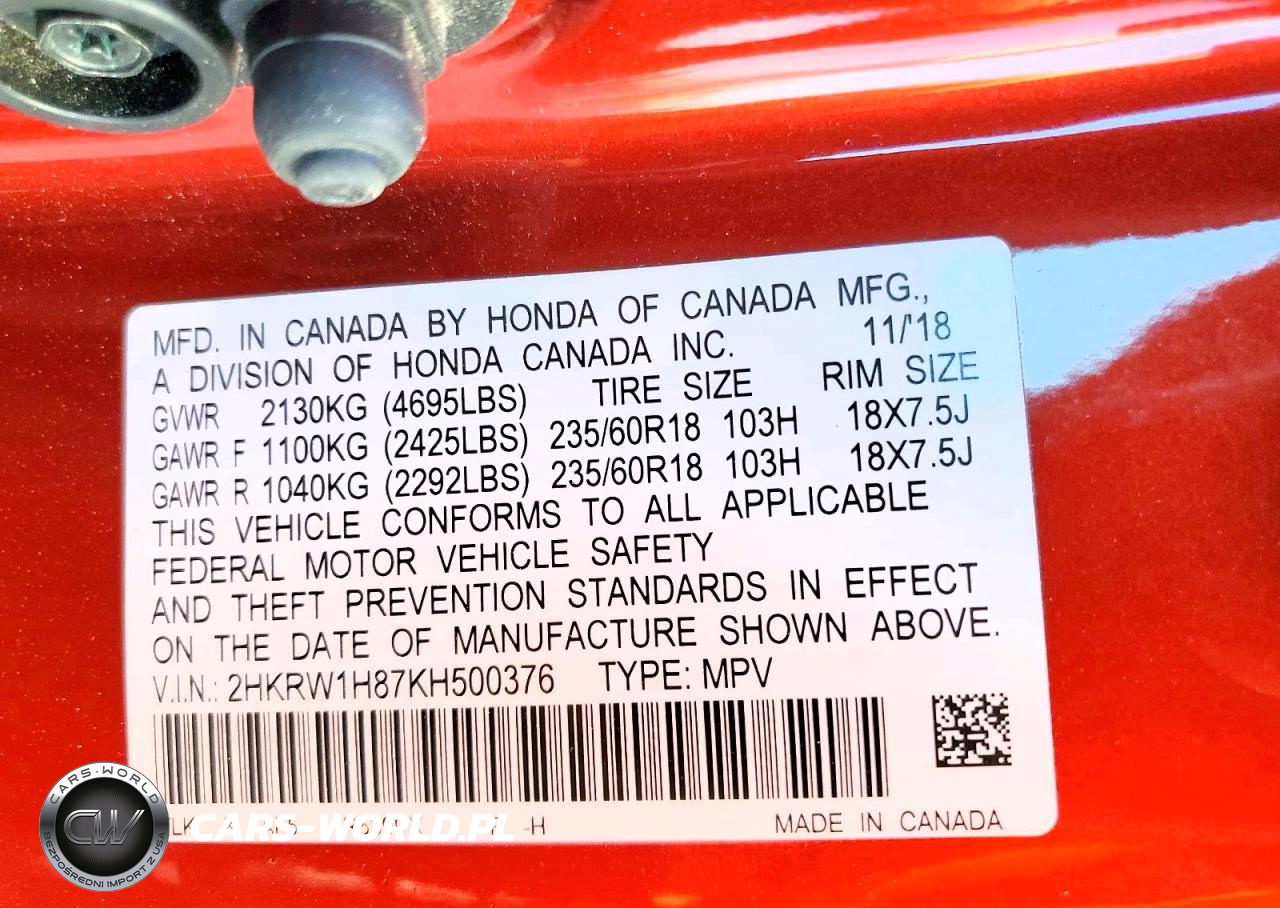 MFD. IN CANADA BY HONDA OF CANADA MFG.,
A DIVISION OF HONDA CANADA INC. 11/'18
GVWR 2130KG (4695LBS) TIRE SIZE RIM SIZE
GAWR F 1100KG (2425LBS) 235/60R18 103H 18X7.5J
GAWR R 1040KG (2292LBS) 235/60R18 103H 18X7.5J
THIS VEHICLE CONFORMS TO ALL APPLICABLE
FEDERAL MOTOR VEHICLE SAFETY
AND THEFT PREVENTION STANDARDS IN EFFECT
ON THE DATE OF MANUFACTURE SHOWN ABOVE.
V.I.N.: 2HKRW1H87KH500376 TYPE: MPV
-H MADE IN CANADA
CARS-WORLD
CW
BEZPOŚREDNI IMPORT Z USA
CARS-WORLD.PL